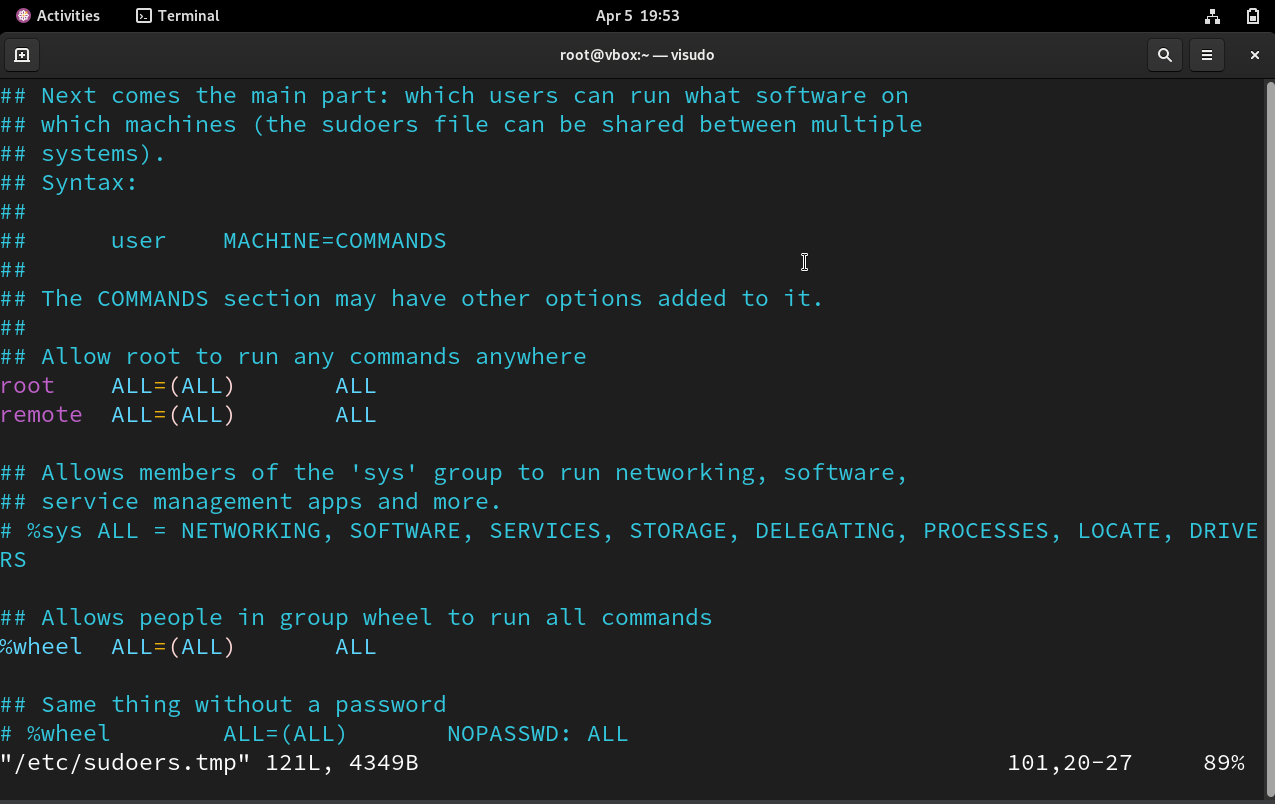 Activities Terminal Apr 5 19:53
root@vbox:~ — visudo
## Next comes the main part: which users can run what software on
## which machines (the sudoers file can be shared between multiple
## systems).
## Syntax:
##
## user MACHINE=COMMANDS
##
## The COMMANDS section may have other options added to it.
##
## Allow root to run any commands anywhere
root ALL=(ALL) ALL
remote ALL=(ALL) ALL
## Allows members of the 'sys' group to run networking, software,
## service management apps and more.
# %sys ALL = NETWORKING, SOFTWARE, SERVICES, STORAGE, DELEGATING, PROCESSES, LOCATE, DRIVE
RS
## Allows people in group wheel to run all commands
%wheel ALL=(ALL) ALL
## Same thing without a password
# %wheel ALL=(ALL) NOPASSWD: ALL
"/etc/sudoers.tmp" 121L, 4349B 101,20-27 89%